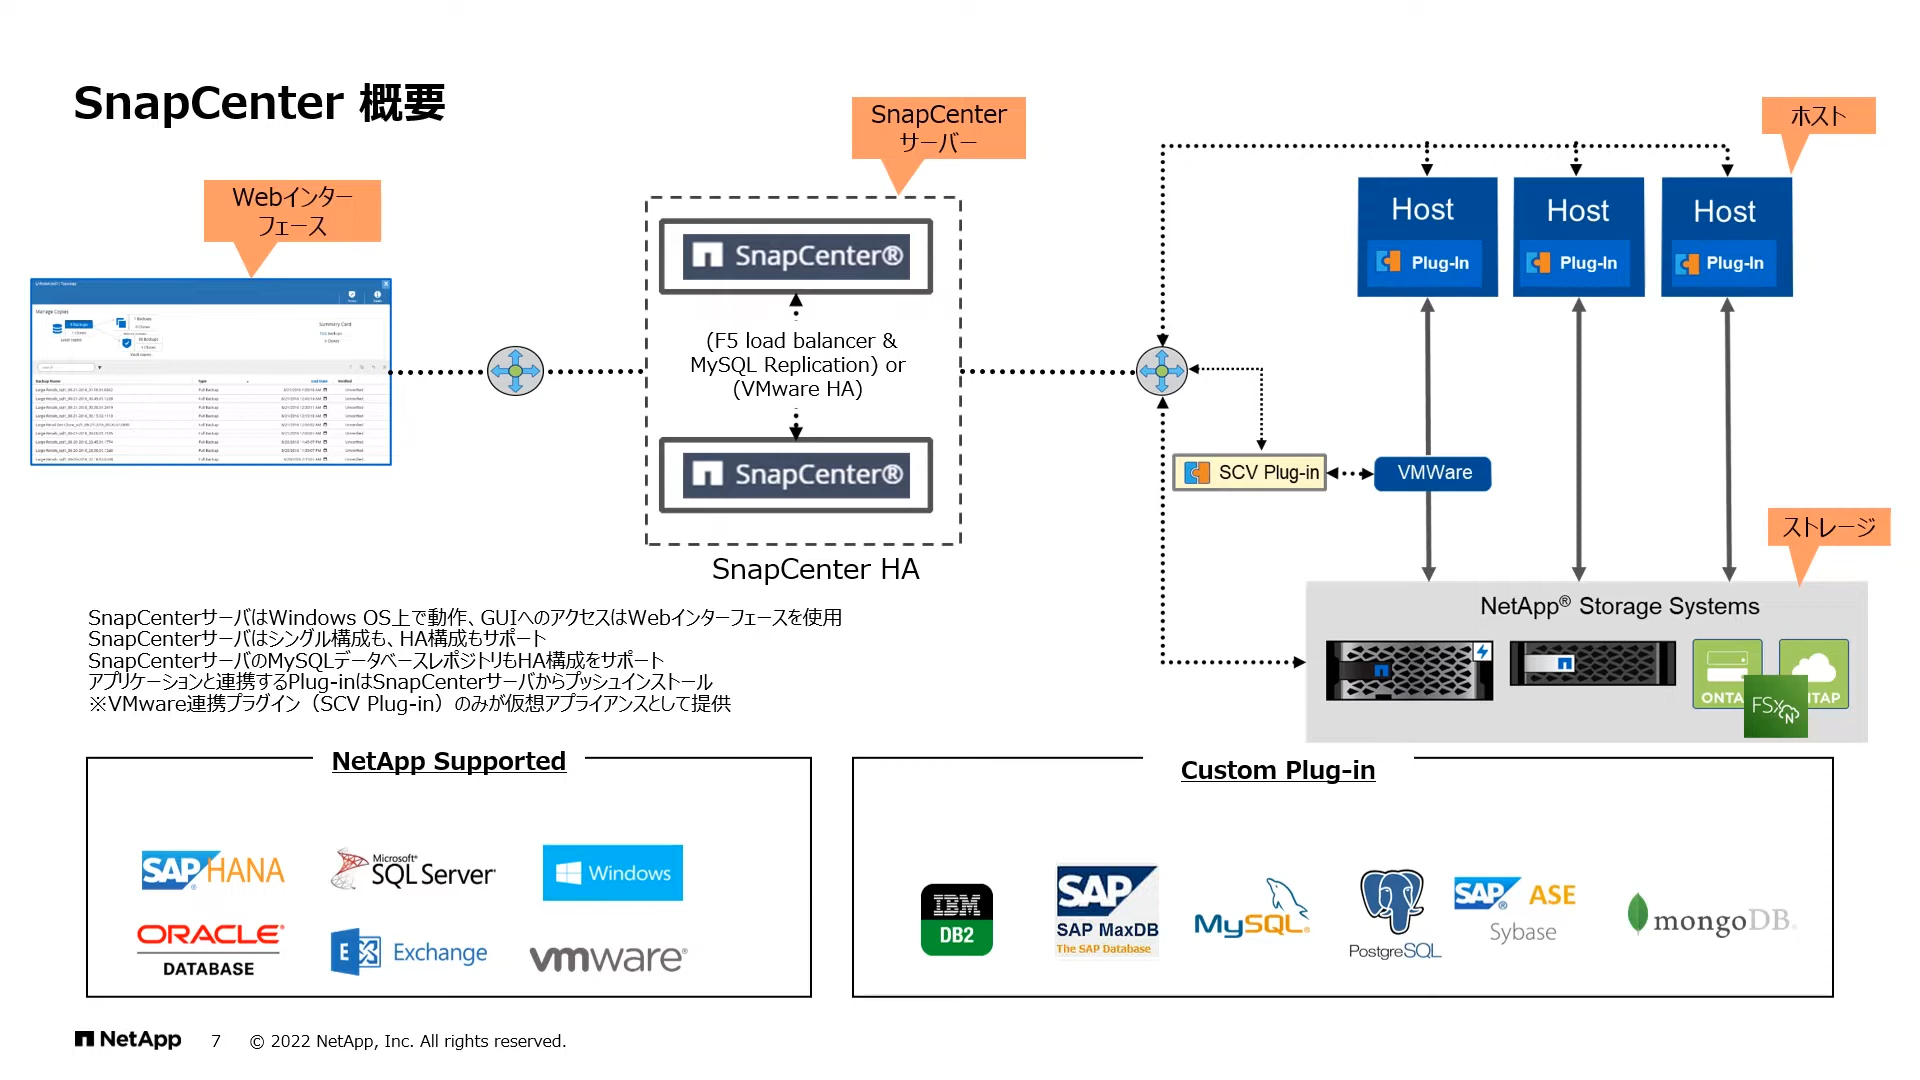 SnapCenter 概要
SnapCenter
サーバー
ホスト
Webインター
フェース
Manage Copies
Summary Card
Backup Name
Type
End Date
Verified
SnapCenter®
(F5 load balancer &
MySQL Replication) or
(VMware HA)
SnapCenter®
SnapCenter HA
Host
Plug-In
Host
Plug-In
Host
Plug-In
SCV Plug-in
VMWare
ストレージ
NetApp® Storage Systems
ONTA
TAP
FSx
N
SnapCenterサーバはWindows OS上で動作、GUIへのアクセスはWebインターフェースを使用
SnapCenterサーバはシングル構成も、HA構成もサポート
SnapCenterサーバのMySQLデータベースレポジトリもHA構成をサポート
アプリケーションと連携するPlug-inはSnapCenterサーバからプッシュインストール
※VMware連携プラグイン（SCV Plug-in）のみが仮想アプライアンスとして提供
NetApp Supported
SAP® HANA
Microsoft®
SQL Server®
Windows
ORACLE®
DATABASE
Exchange
vmware®
Custom Plug-in
IBM
DB2
SAP
SAP MaxDB
The SAP Database
MySQL®
PostgreSQL
SAP® ASE
Sybase
mongoDB®
NetApp
7
© 2022 NetApp, Inc. All rights reserved.